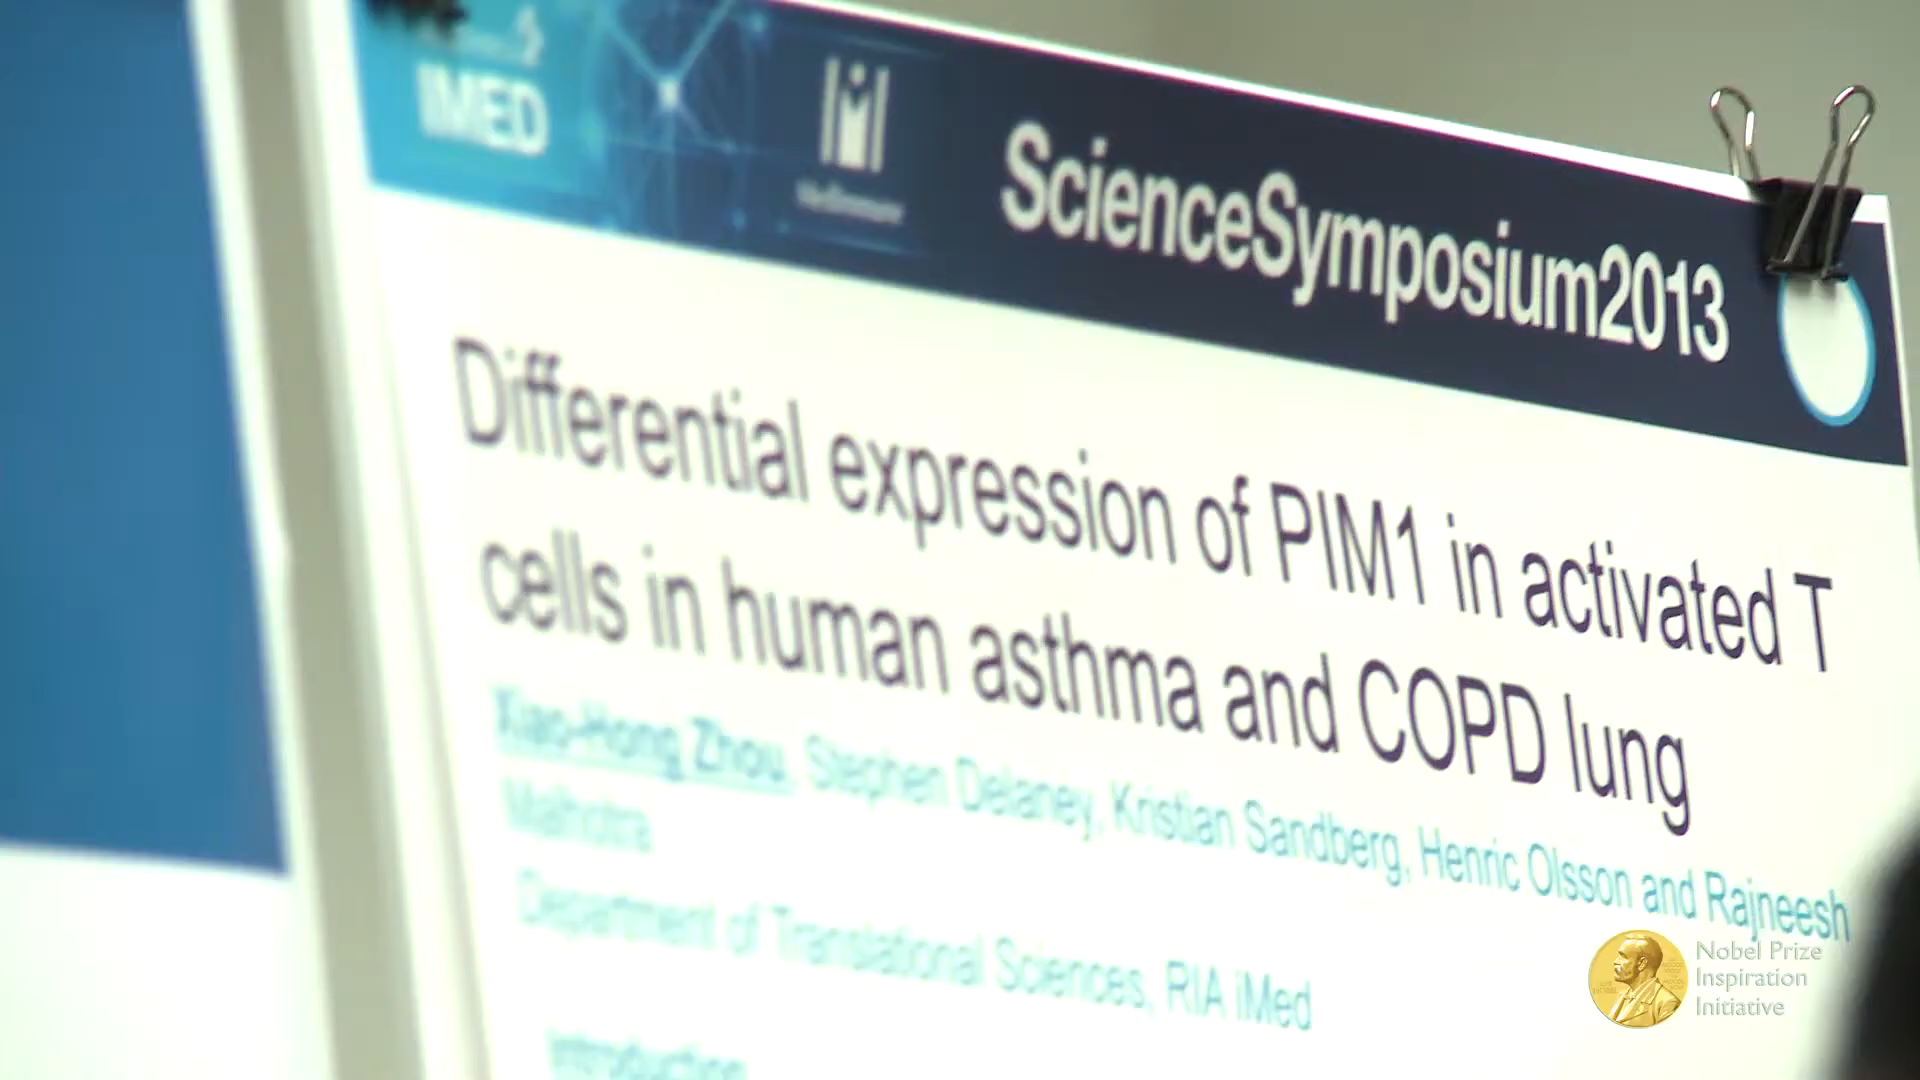 IMED
ScienceSymposium2013
Differential expression of PIM1 in activated T
cells in human asthma and COPD lung
Xiao-Hong Zhou, Stephen Delaney, Kristian Sandberg, Henric Olsson and Rajneesh
Malhotra
Department of Translational Sciences, RIA iMed
Introduction
Nobel Prize
Inspiration
Initiative